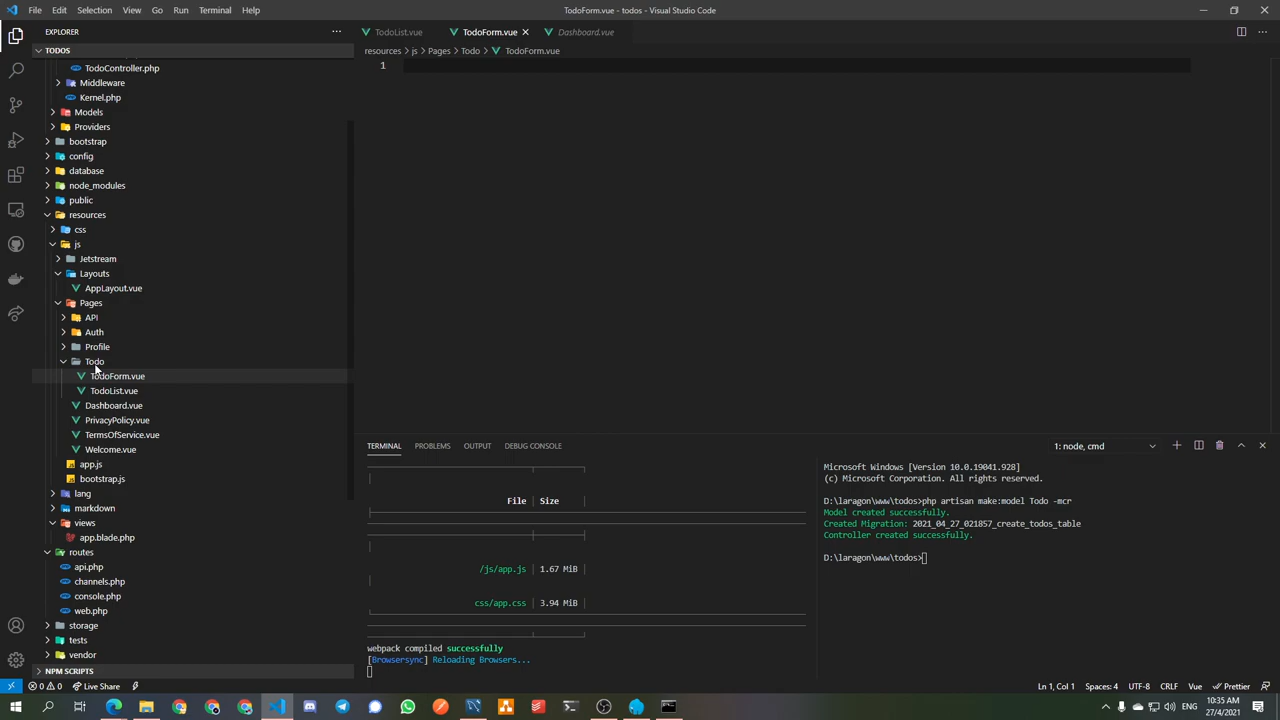 File Edit Selection View Go Run Terminal Help
TodoForm.vue - todos - Visual Studio Code
EXPLORER
TODOS
TodoController.php
Middleware
Kernel.php
Models
Providers
bootstrap
config
database
node_modules
public
resources
css
js
Jetstream
Layouts
AppLayout.vue
Pages
API
Auth
Profile
Todo
TodoForm.vue
TodoList.vue
Dashboard.vue
PrivacyPolicy.vue
TermsOfService.vue
Welcome.vue
app.js
bootstrap.js
lang
markdown
views
app.blade.php
routes
api.php
channels.php
console.php
web.php
storage
tests
vendor
NPM SCRIPTS
TodoList.vue TodoForm.vue Dashboard.vue
resources > js > Pages > Todo > TodoForm.vue
1
TERMINAL PROBLEMS OUTPUT DEBUG CONSOLE
1: node, cmd
File Size
/js/app.js 1.67 MiB
css/app.css 3.94 MiB
webpack compiled successfully
[Browsersync] Reloading Browsers...
Microsoft Windows [Version 10.0.19041.928]
(c) Microsoft Corporation. All rights reserved.
D:\laragon\www\todos>php artisan make:model Todo -mcr
Model created successfully.
Created Migration: 2021_04_27_021857_create_todos_table
Controller created successfully.
D:\laragon\www\todos>
0 0 Live Share
Ln 1, Col 1 Spaces: 4 UTF-8 CRLF Vue Prettier
ENG
10:35 AM
27/4/2021